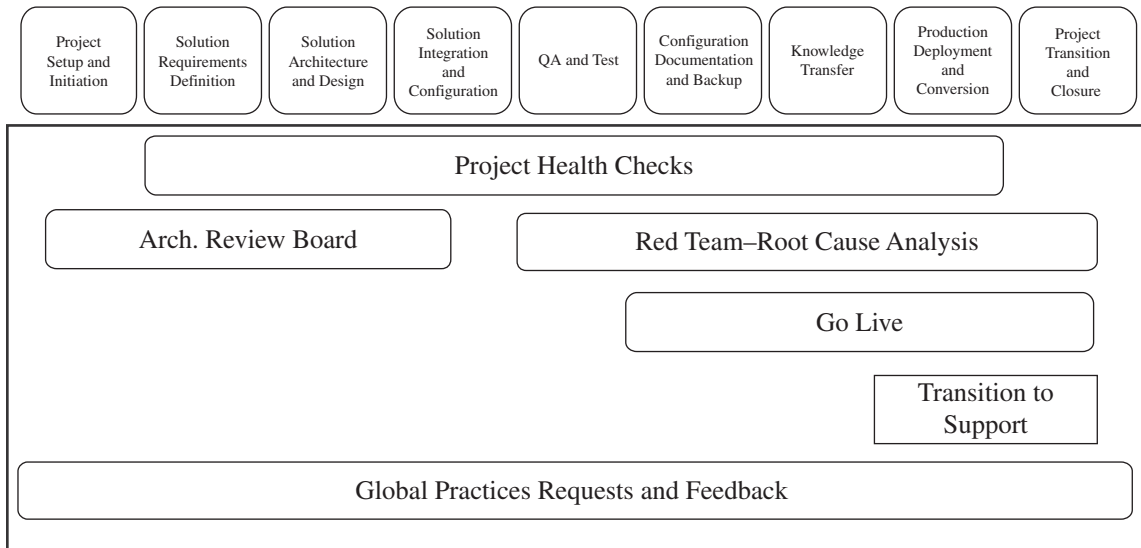 Project
Setup and
Initiation
Solution
Requirements
Definition
Solution
Architecture
and Design
Solution
Integration
and
Configuration
QA and Test
Configuration
Documentation
and Backup
Knowledge
Transfer
Production
Deployment
and
Conversion
Project
Transition
and
Closure
Project Health Checks
Arch. Review Board
Red Team–Root Cause Analysis
Go Live
Transition to
Support
Global Practices Requests and Feedback